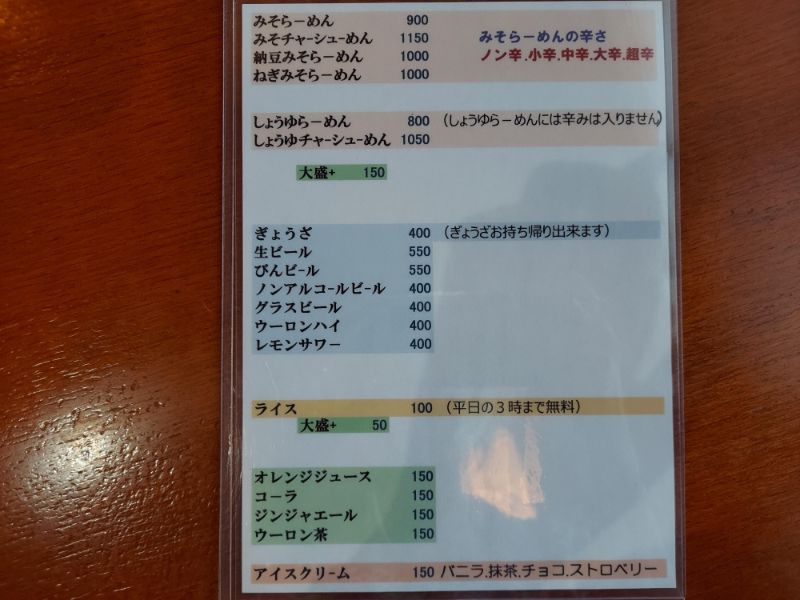 みそらーめん 900
みそチャーシューめん 1150 みそらーめんの辛さ
納豆みそらーめん 1000 ノン辛.小辛.中辛.大辛.超辛
ねぎみそらーめん 1000
しょうゆらーめん 800 (しょうゆらーめんには辛みは入りません)
しょうゆチャーシューめん 1050
大盛+ 150
ぎょうざ 400 (ぎょうざお持ち帰り出来ます)
生ビール 550
びんビール 550
ノンアルコールビール 400
グラスビール 400
ウーロンハイ 400
レモンサワー 400
ライス 100 (平日の3時まで無料)
大盛+ 50
オレンジジュース 150
コーラ 150
ジンジャエール 150
ウーロン茶 150
アイスクリーム 150 バニラ.抹茶.チョコ.ストロベリー